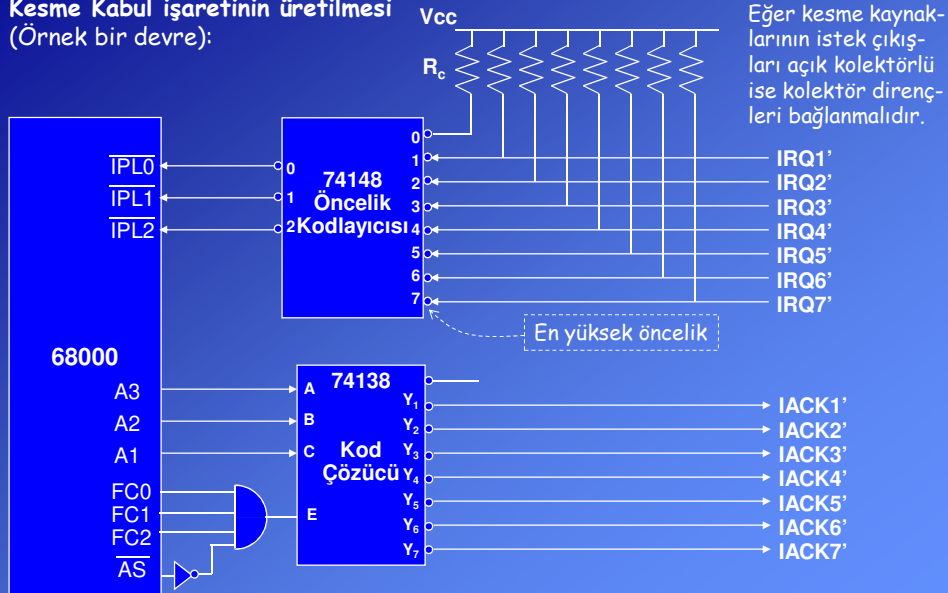 Kesme Kabul işaretinin üretilmesi
(Örnek bir devre):
Vcc
Rc
Eğer kesme kaynak-
larının istek çıkış-
ları açık kolektörlü
ise kolektör direnç-
leri bağlanmalıdır.
68000
IPL0
IPL1
IPL2
0
1
2
74148
Öncelik
Kodlayıcısı
0
1
2
3
4
5
6
7
IRQ1'
IRQ2'
IRQ3'
IRQ4'
IRQ5'
IRQ6'
IRQ7'
En yüksek öncelik
A3
A2
A1
FC0
FC1
FC2
AS
A
B
C
E
74138
Kod
Çözücü
Y1
Y2
Y3
Y4
Y5
Y6
Y7
IACK1'
IACK2'
IACK3'
IACK4'
IACK5'
IACK6'
IACK7'